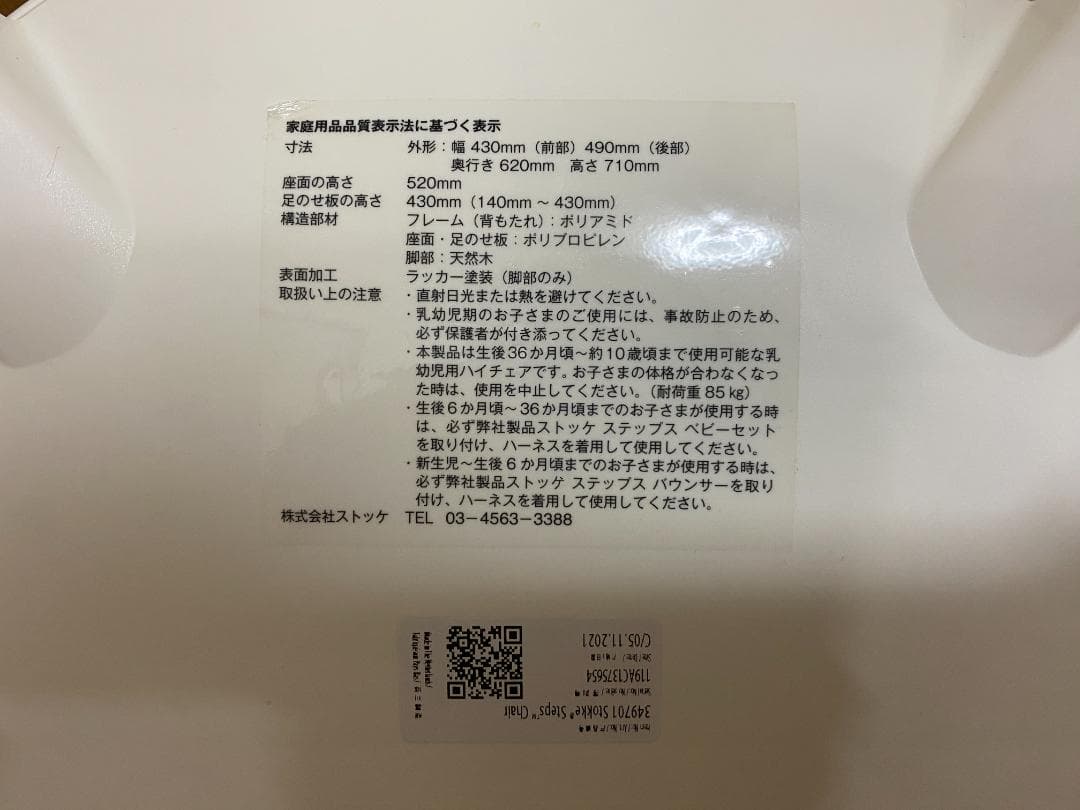 家庭用品品質表示法に基づく表示
寸法 外形：幅 430mm（前部）490mm（後部）
奥行き 620mm 高さ 710mm
座面の高さ 520mm
足のせ板の高さ 430mm（140mm ～ 430mm）
構造部材 フレーム（背もたれ）：ポリアミド
座面・足のせ板：ポリプロピレン
脚部：天然木
表面加工 ラッカー塗装（脚部のみ）
取扱い上の注意 ・直射日光または熱を避けてください。
・乳幼児期のお子さまのご使用には、事故防止のため、
必ず保護者が付き添ってください。
・本製品は生後36か月頃～約10歳頃まで使用可能な乳
幼児用ハイチェアです。お子さまの体格が合わなくなっ
た時は、使用を中止してください。（耐荷重 85 kg）
・生後6か月頃～36か月頃までのお子さまが使用する時
は、必ず弊社製品ストッケ ステップス ベビーセット
を取り付け、ハーネスを着用して使用してください。
・新生児～生後6か月頃までのお子さまが使用する時は、
必ず弊社製品ストッケ ステップス バウンサーを取り
付け、ハーネスを着用して使用してください。
株式会社ストッケ TEL 03-4563-3388
349701 Stokke® Steps™ Chair
119AC1375654
C/05.11.2021